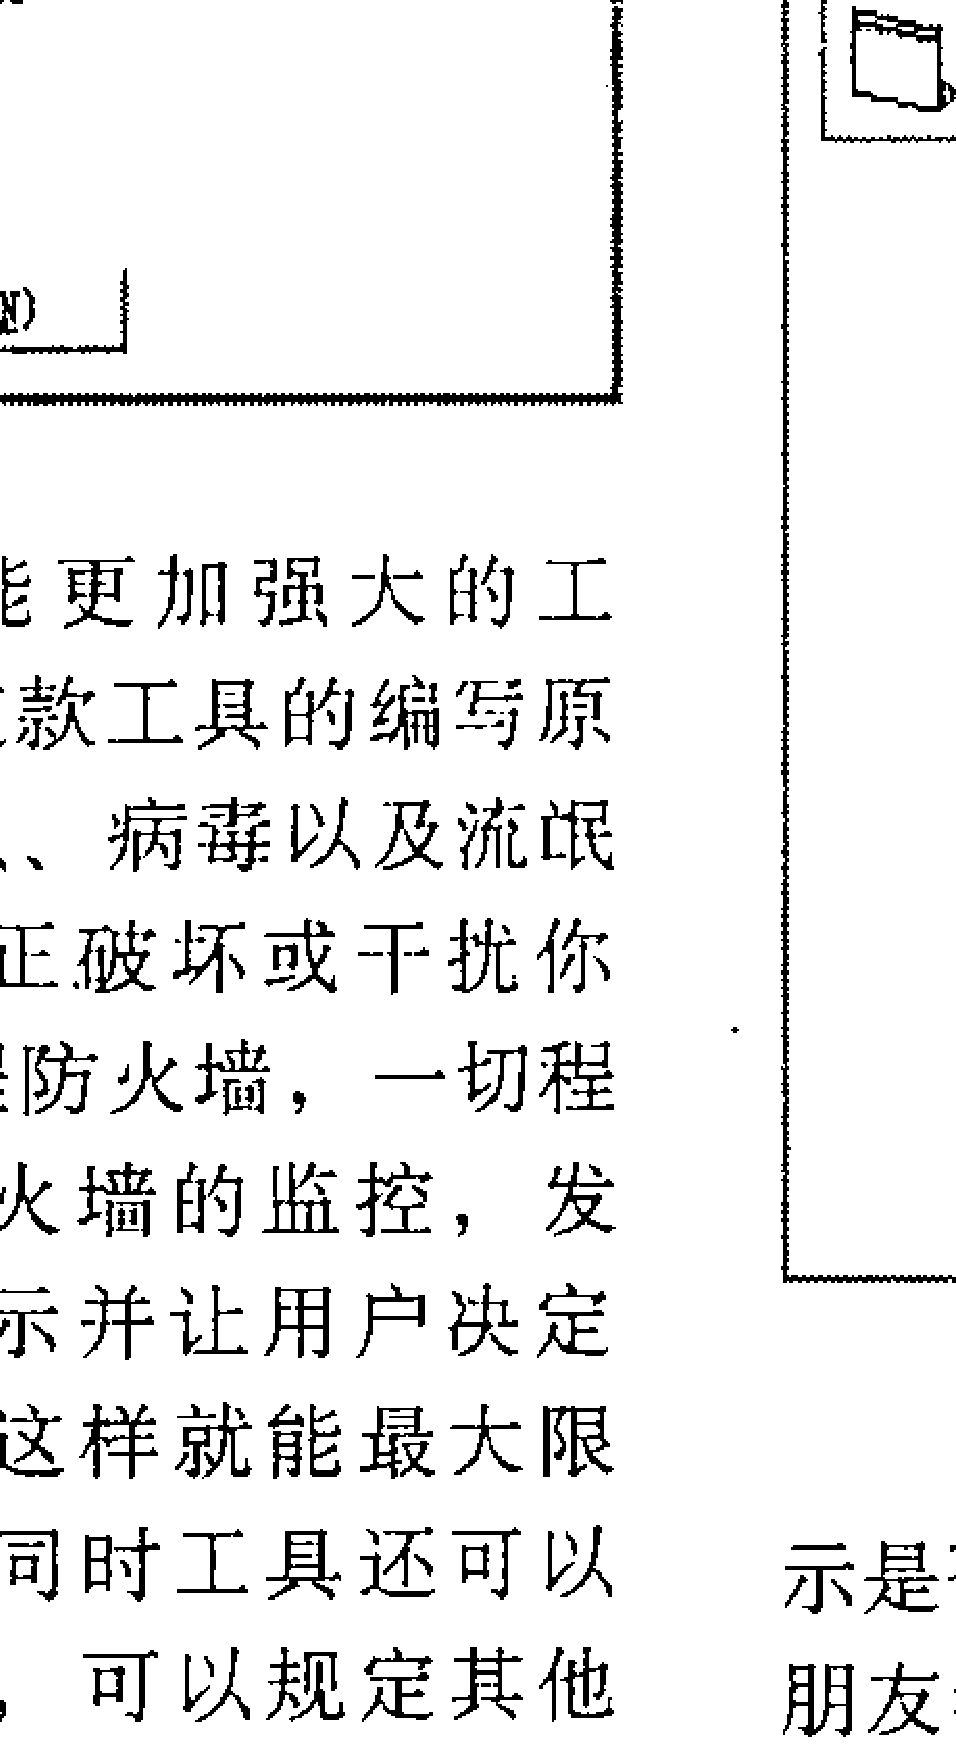 N)
能更加强大的工
款工具的编写原
、病毒以及流氓
正破坏或干扰你
程防火墙，一切程
火墙的监控，发
示并让用户决定
这样就能最大限
同时工具还可以
，可以规定其他
示是
朋友